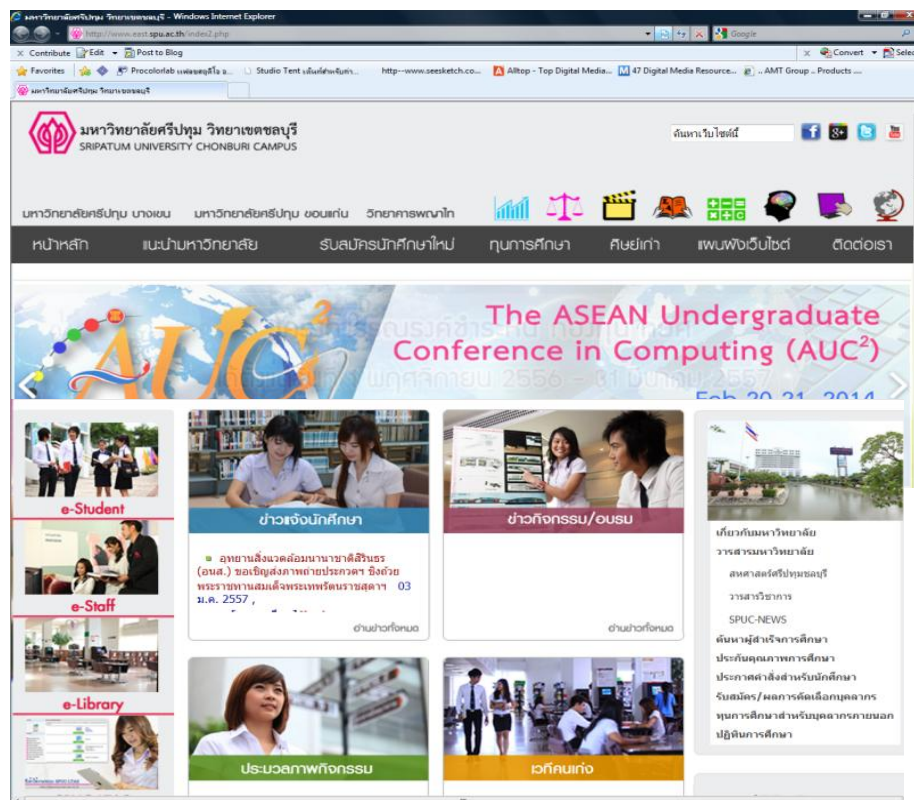 มหาวิทยาลัยศรีปทุม วิทยาเขตชลบุรี - Windows Internet Explorer
http://www.east.spu.ac.th/index2.php
Google
x Contribute Edit Post to Blog
x Convert Selec
Favorites Procolorlab Studio Tent http--www.seesketch.co... Alltop - Top Digital Media... 47 Digital Media Resource... .. AMT Group .. Products ....
มหาวิทยาลัยศรีปทุม วิทยาเขตชลบุรี
มหาวิทยาลัยศรีปทุม วิทยาเขตชลบุรี
SRIPATUM UNIVERSITY CHONBURI CAMPUS
ค้นหาเว็บไซต์นี้
มหาวิทยาลัยศรีปทุม บางเขน มหาวิทยาลัยศรีปทุม ขอนแก่น วิทยาคารพญาไท
หน้าหลัก แนะนำมหาวิทยาลัย รับสมัครนักศึกษาใหม่ ทุนการศึกษา ศิษย์เก่า แผนผังเว็บไซต์ ติดต่อเรา
AUC2
The ASEAN Undergraduate
Conference in Computing (AUC2)
พฤศจิกายน 2556 - 31 มีนาคม 2557
Feb 20-21, 2014
e-Student
e-Staff
e-Library
ข่าวแจ้งนักศึกษา
อุทยานสิ่งแวดล้อมนานาชาติสิรินธร
(อนส.) ขอเชิญส่งภาพถ่ายประกวดฯ ชิงถ้วย
พระราชทานสมเด็จพระเทพรัตนราชสุดาฯ 03
ม.ค. 2557 ,
อ่านข่าวทั้งหมด
ข่าวกิจกรรม/อบรม
อ่านข่าวทั้งหมด
ประมวลภาพกิจกรรม
เวทีคนเก่ง
เกี่ยวกับมหาวิทยาลัย
วารสารมหาวิทยาลัย
สหศาสตร์ศรีปทุมชลบุรี
วารสารวิชาการ
SPUC-NEWS
ค้นหาผู้สำเร็จการศึกษา
ประกันคุณภาพการศึกษา
ประกาศคำสั่งสำหรับนักศึกษา
รับสมัคร/ผลการคัดเลือกบุคลากร
ทุนการศึกษาสำหรับบุคลากรภายนอก
ปฏิทินการศึกษา